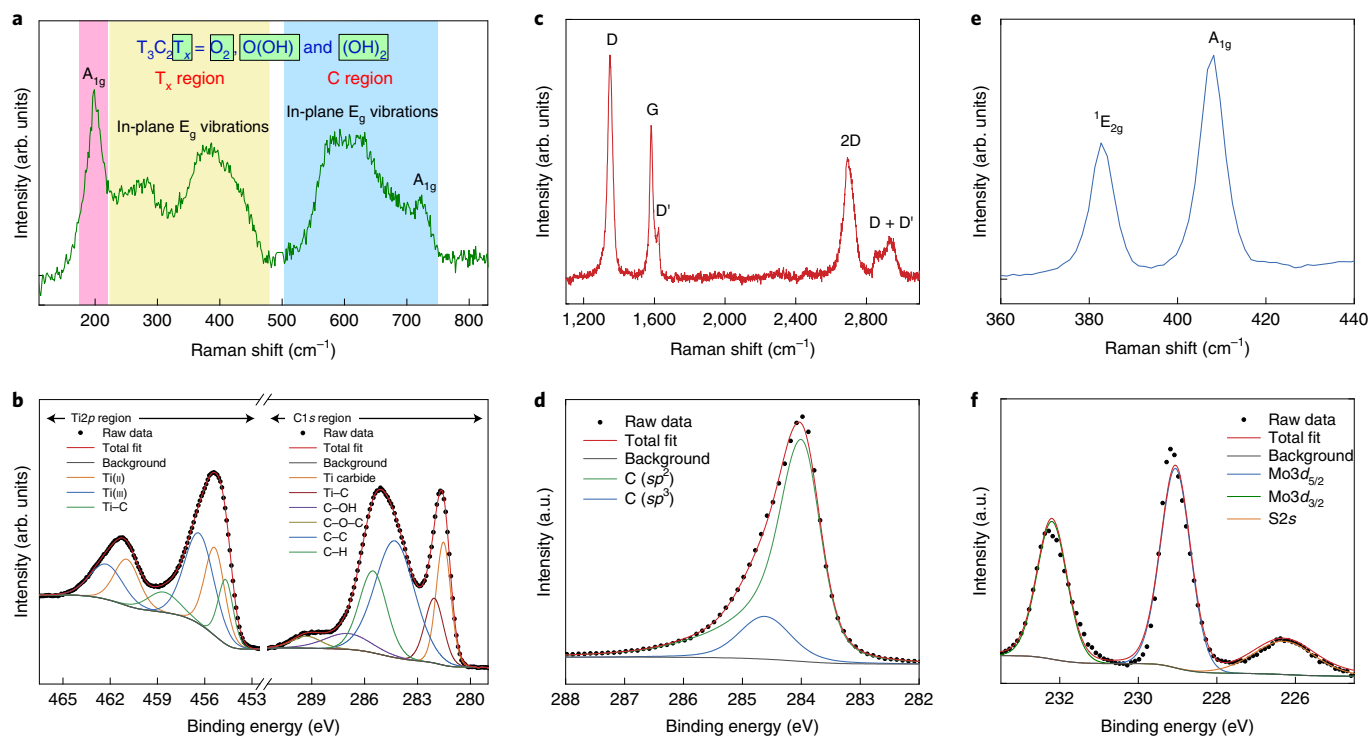 a
T₃C₂Tₓ = O₂, O(OH) and (OH)₂
A₁g
Tₓ region
C region
In-plane Eg vibrations
In-plane Eg vibrations
A₁g
Intensity (arb. units)
200 300 400 500 600 700 800
Raman shift (cm⁻¹)
c
D
G
D'
2D
D + D'
Intensity (arb. units)
1,100 1,600 2,000 2,400 2,800
Raman shift (cm⁻¹)
e
A₁g
¹E₂g
Intensity (arb. units)
360 380 400 420 440
Raman shift (cm⁻¹)
b
Ti2p region
C1s region
Raw data
Total fit
Background
Ti(II)
Ti(III)
Ti–C
Raw data
Total fit
Background
Ti carbide
Ti–C
C–OH
C–O–C
C–C
C–H
Intensity (arb. units)
465 462 459 456 453 289 286 283 280
Binding energy (eV)
d
Raw data
Total fit
Background
C (sp²)
C (sp³)
Intensity (a.u.)
288 287 286 285 284 283 282
Binding energy (eV)
f
Raw data
Total fit
Background
Mo3d₅/₂
Mo3d₃/₂
S2s
Intensity (a.u.)
232 230 228 226
Binding energy (eV)